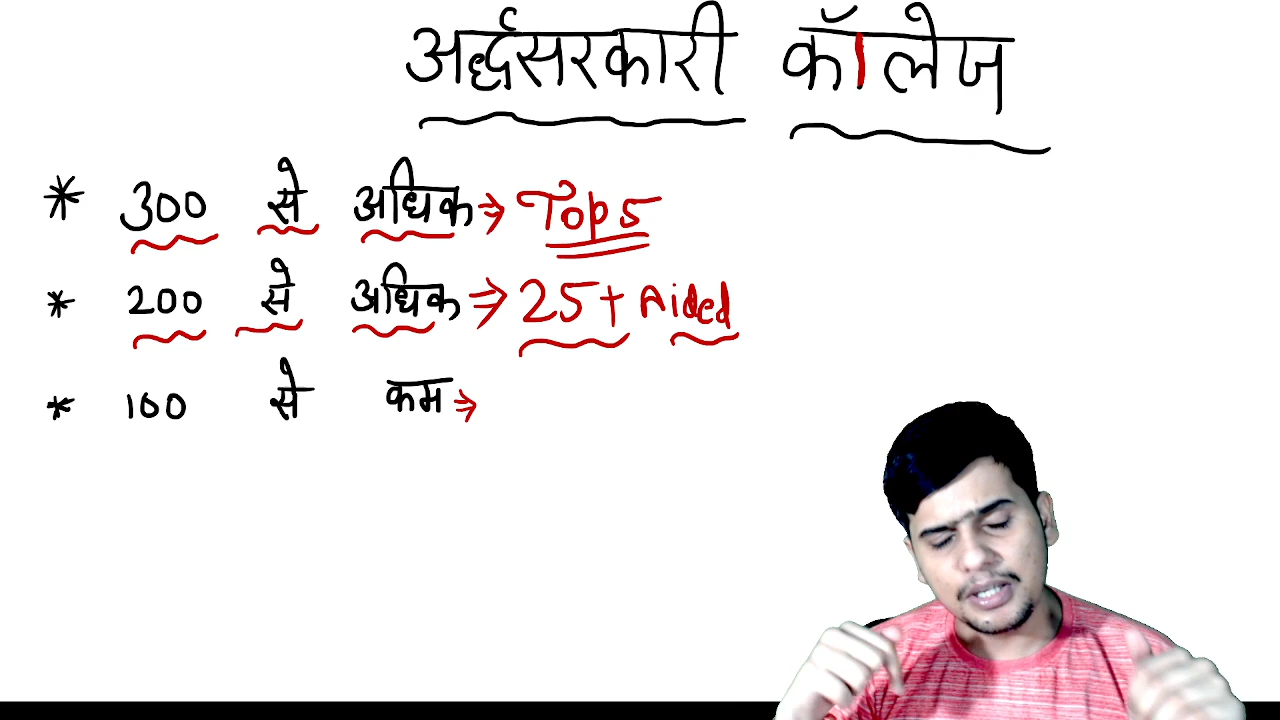 अर्द्धसरकारी कॉलेज
* 300 से अधिक ⇒ Top 5
* 200 से अधिक ⇒ 25+ Aided
* 100 से कम ⇒